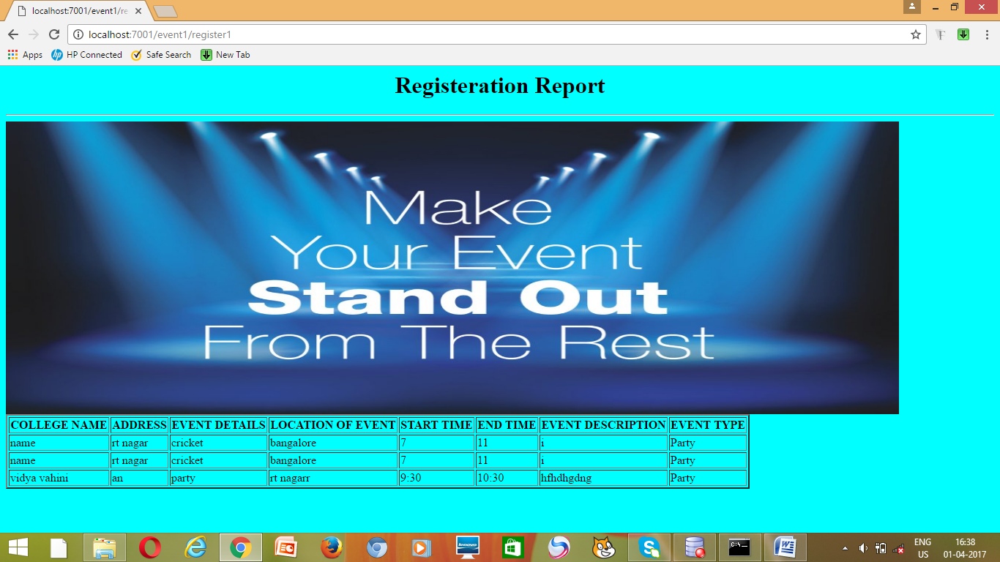 localhost:7001/event1/re
localhost:7001/event1/register1
Apps HP Connected Safe Search New Tab
Registeration Report
Make
Your Event
Stand Out
From The Rest
COLLEGE NAME ADDRESS EVENT DETAILS LOCATION OF EVENT START TIME END TIME EVENT DESCRIPTION EVENT TYPE
name rt nagar cricket bangalore 7 11 i Party
name rt nagar cricket bangalore 7 11 i Party
vidya vahini an party rt nagarr 9:30 10:30 hfhdhgdng Party
ENG 16:38
US 01-04-2017